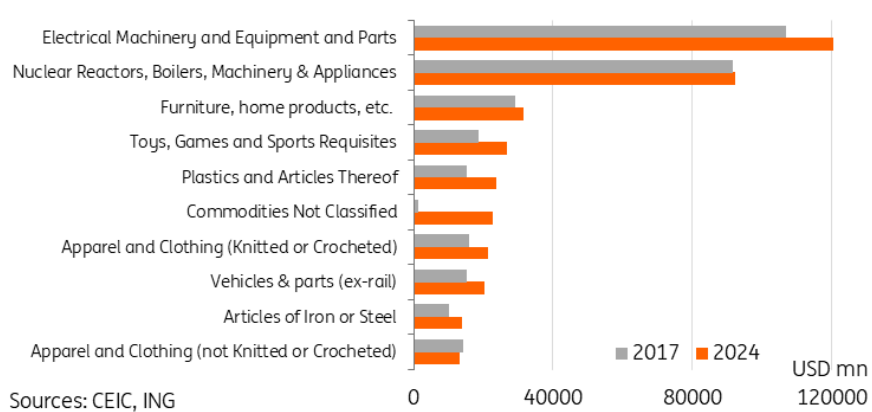 Electrical Machinery and Equipment and Parts
Nuclear Reactors, Boilers, Machinery & Appliances
Furniture, home products, etc.
Toys, Games and Sports Requisites
Plastics and Articles Thereof
Commodities Not Classified
Apparel and Clothing (Knitted or Crocheted)
Vehicles & parts (ex-rail)
Articles of Iron or Steel
Apparel and Clothing (not Knitted or Crocheted)
2017 2024
USD mn
0 40000 80000 120000
Sources: CEIC, ING